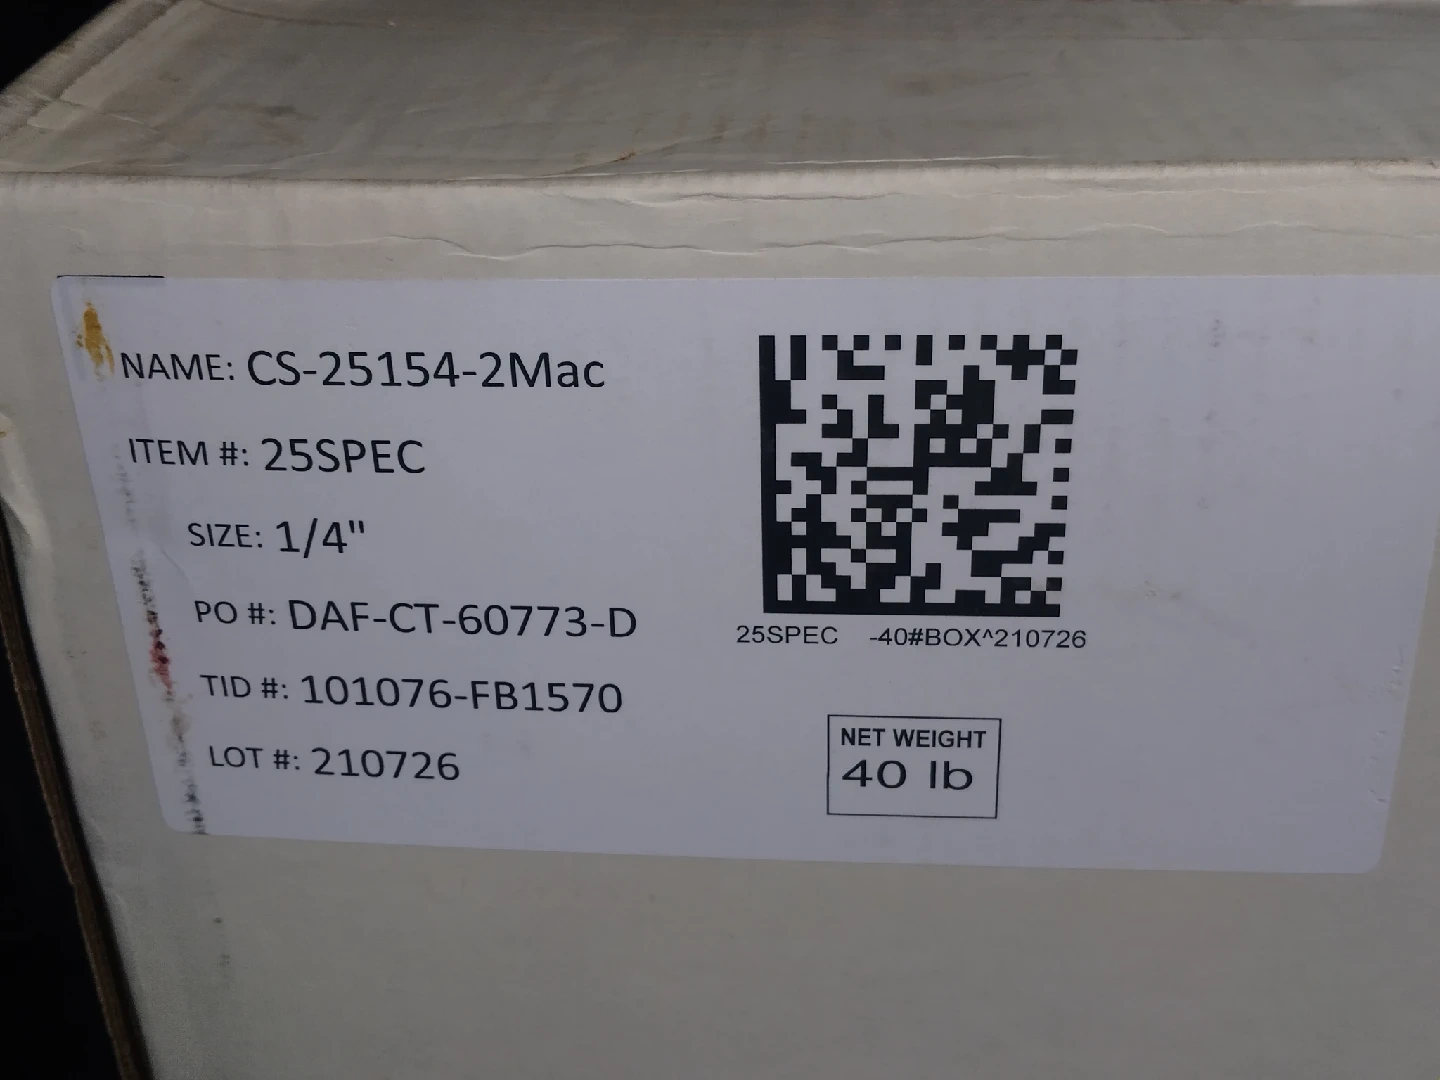 NAME: CS-25154-2Mac
ITEM #: 25SPEC
SIZE: 1/4"
PO #: DAF-CT-60773-D
TID #: 101076-FB1570
LOT #: 210726
25SPEC -40#BOX^210726
NET WEIGHT
40 lb